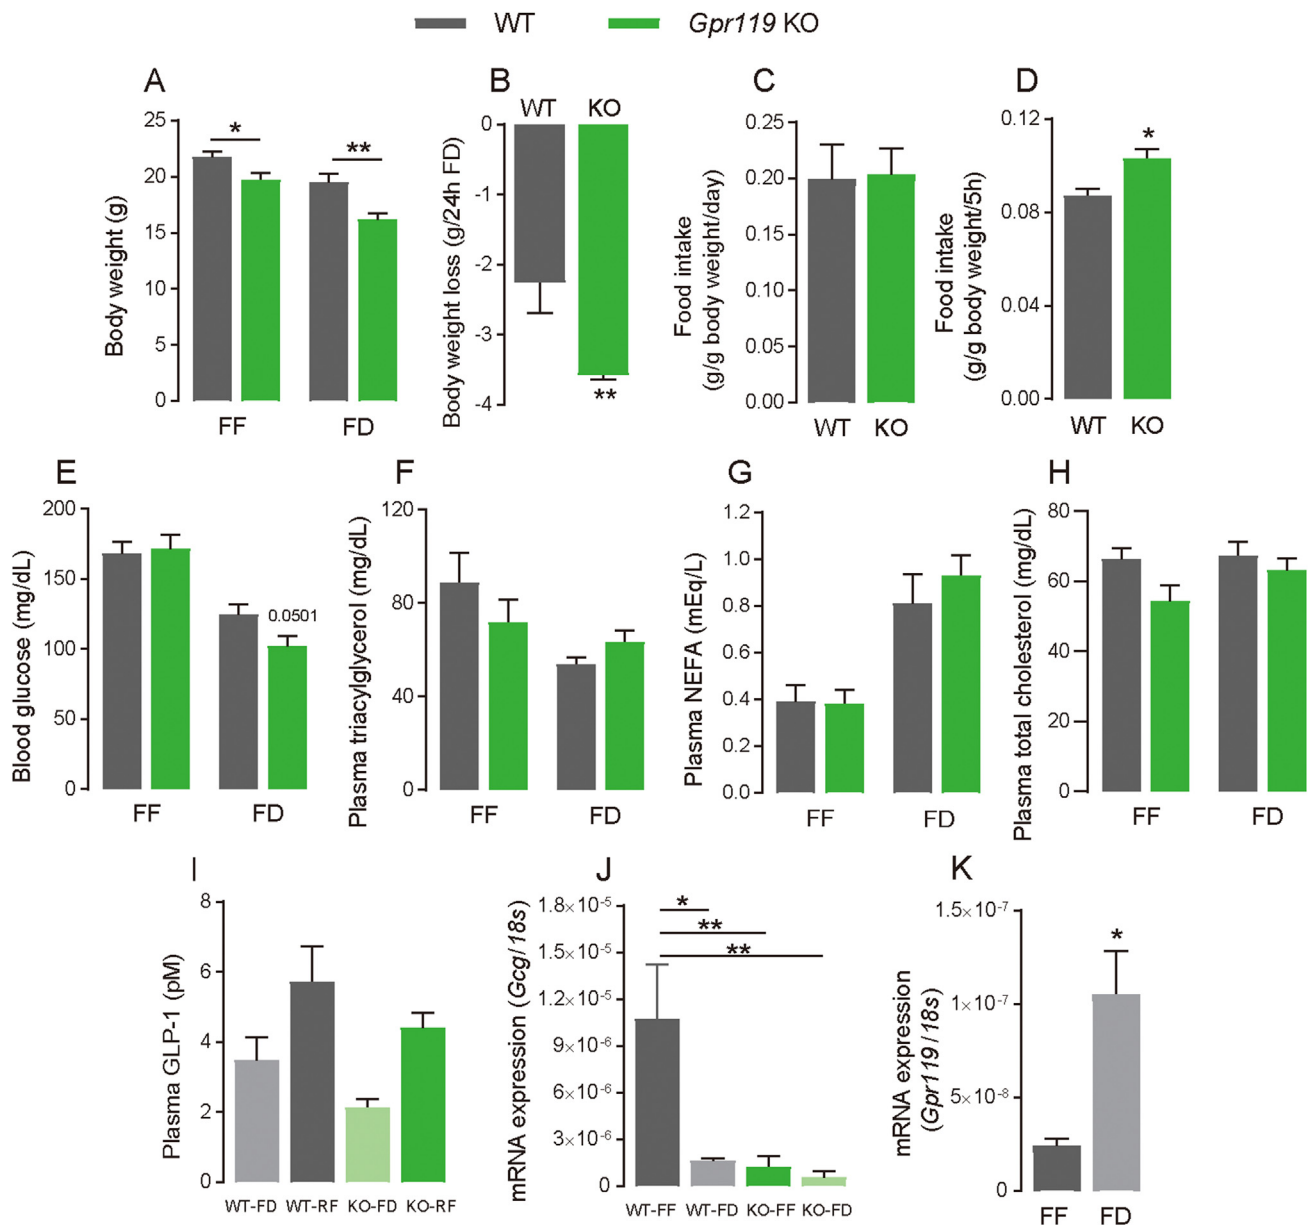 WT Gpr119 KO
A
Body weight (g)
25
20
15
10
5
0
*
**
FF FD
B
WT KO
Body weight loss (g/24h FD)
0
-1
-2
-3
-4
**
C
Food intake
(g/g body weight/day)
0.25
0.20
0.15
0.10
0.05
0.00
WT KO
D
Food intake
(g/g body weight/5h)
0.12
0.08
0.04
0.00
*
WT KO
E
Blood glucose (mg/dL)
200
150
100
50
0
0.0501
FF FD
F
Plasma triacylglycerol (mg/dL)
120
80
40
0
FF FD
G
Plasma NEFA (mEq/L)
1.2
1.0
0.8
0.6
0.4
0.2
0.0
FF FD
H
Plasma total cholesterol (mg/dL)
80
60
40
20
0
FF FD
I
Plasma GLP-1 (pM)
8
6
4
2
0
WT-FD WT-RF KO-FD KO-RF
J
mRNA expression (Gcg/18s)
1.8×10⁻⁵
1.5×10⁻⁵
1.2×10⁻⁵
9×10⁻⁶
6×10⁻⁶
3×10⁻⁶
0
*
**
**
WT-FF WT-FD KO-FF KO-FD
K
mRNA expression
(Gpr119/18s)
1.5×10⁻⁷
1×10⁻⁷
5×10⁻⁸
0
*
FF FD